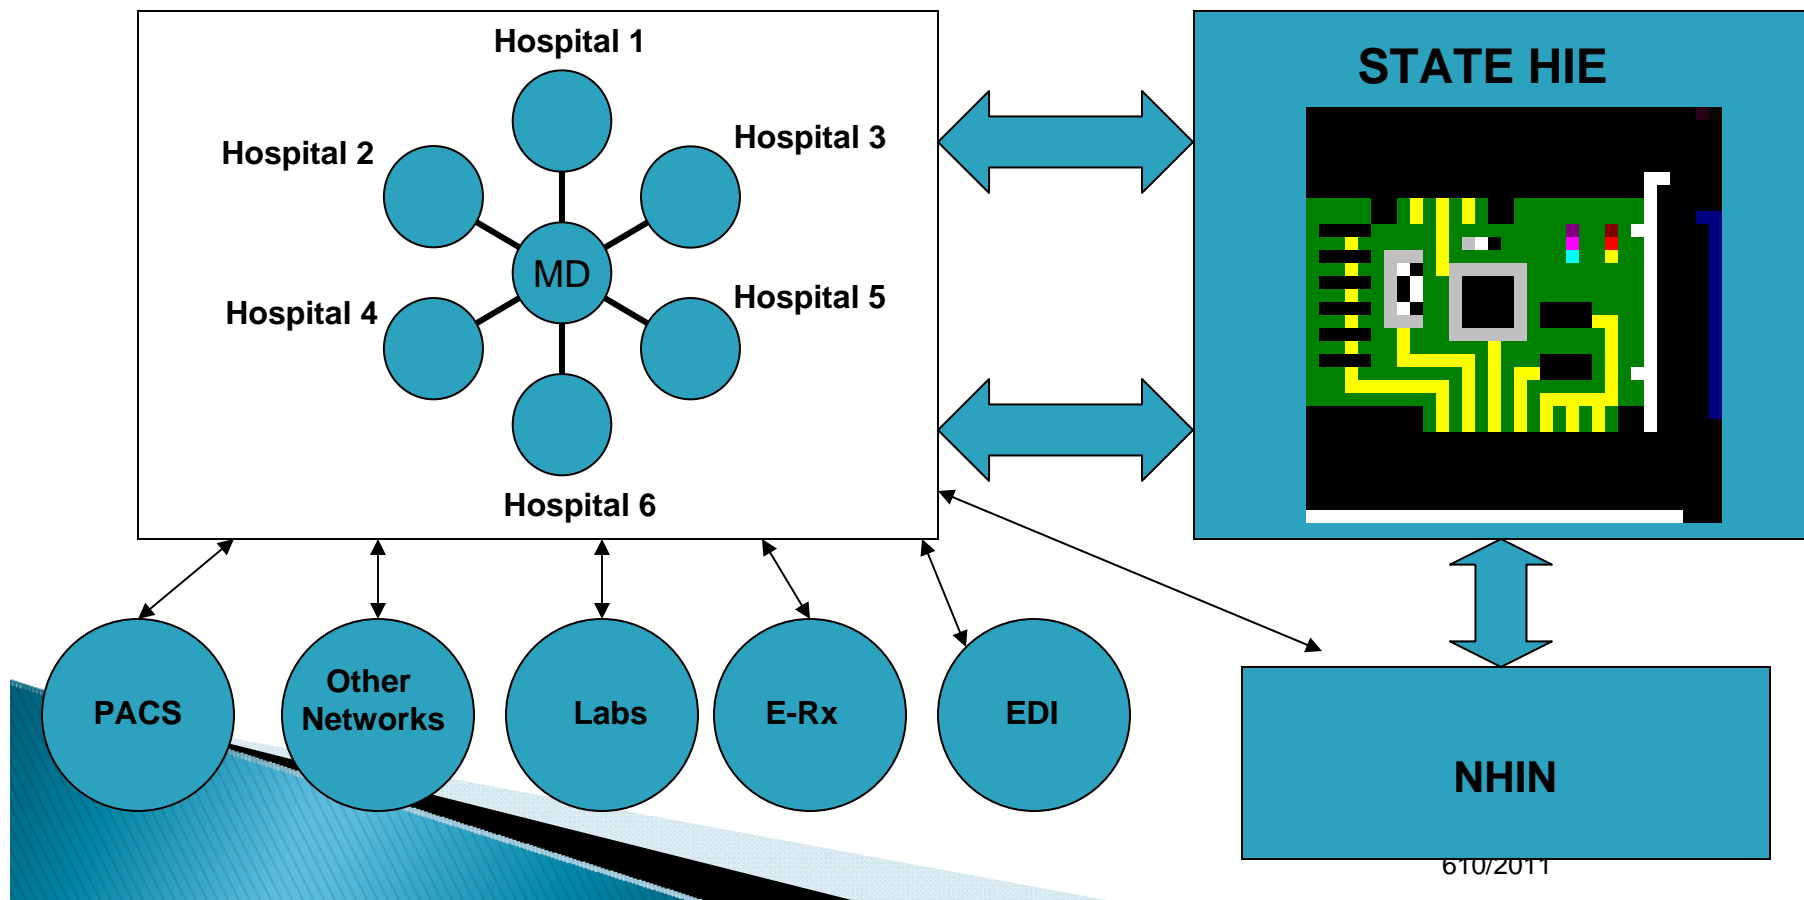 Hospital 1
Hospital 2
Hospital 3
MD
Hospital 4
Hospital 5
Hospital 6
STATE HIE
PACS
Other
Networks
Labs
E-Rx
EDI
NHIN
610/2011